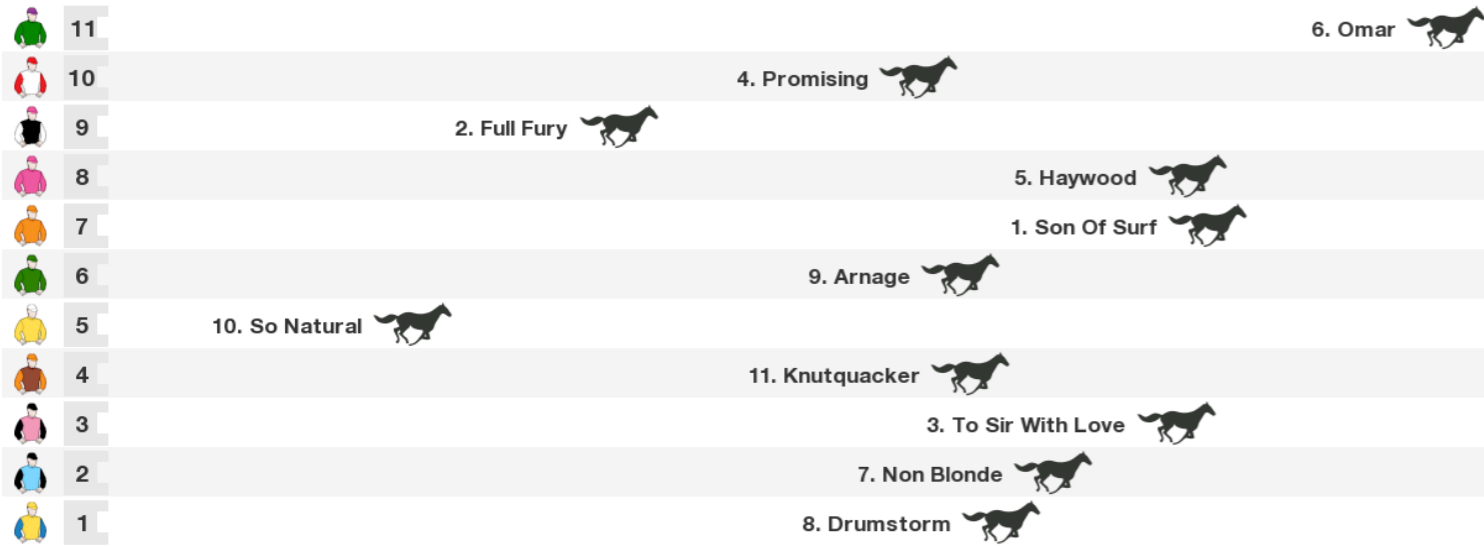 11 6. Omar
10 4. Promising
9 2. Full Fury
8 5. Haywood
7 1. Son Of Surf
6 9. Arnage
5 10. So Natural
4 11. Knutquacker
3 3. To Sir With Love
2 7. Non Blonde
1 8. Drumstorm